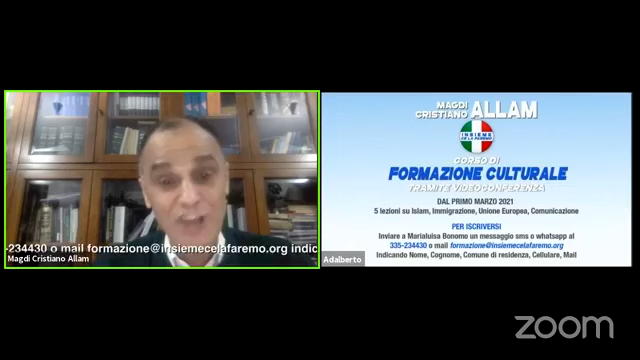 -234430 o mail formazione@insiemecelafaremo.org indic
Magdi Cristiano Allam
MAGDI
CRISTIANO ALLAM
INSIEME
CE LA FAREMO
CORSO DI
FORMAZIONE CULTURALE
TRAMITE VIDEOCONFERENZA
DAL PRIMO MARZO 2021
5 lezioni su Islam, Immigrazione, Unione Europea, Comunicazione
PER ISCRIVERSI
Inviare a Marialuisa Bonomo un messaggio sms o whatsapp al
335-234430 o mail formazione@insiemecelafaremo.org
Indicando Nome, Cognome, Comune di residenza, Cellulare, Mail
Adalberto
zoom